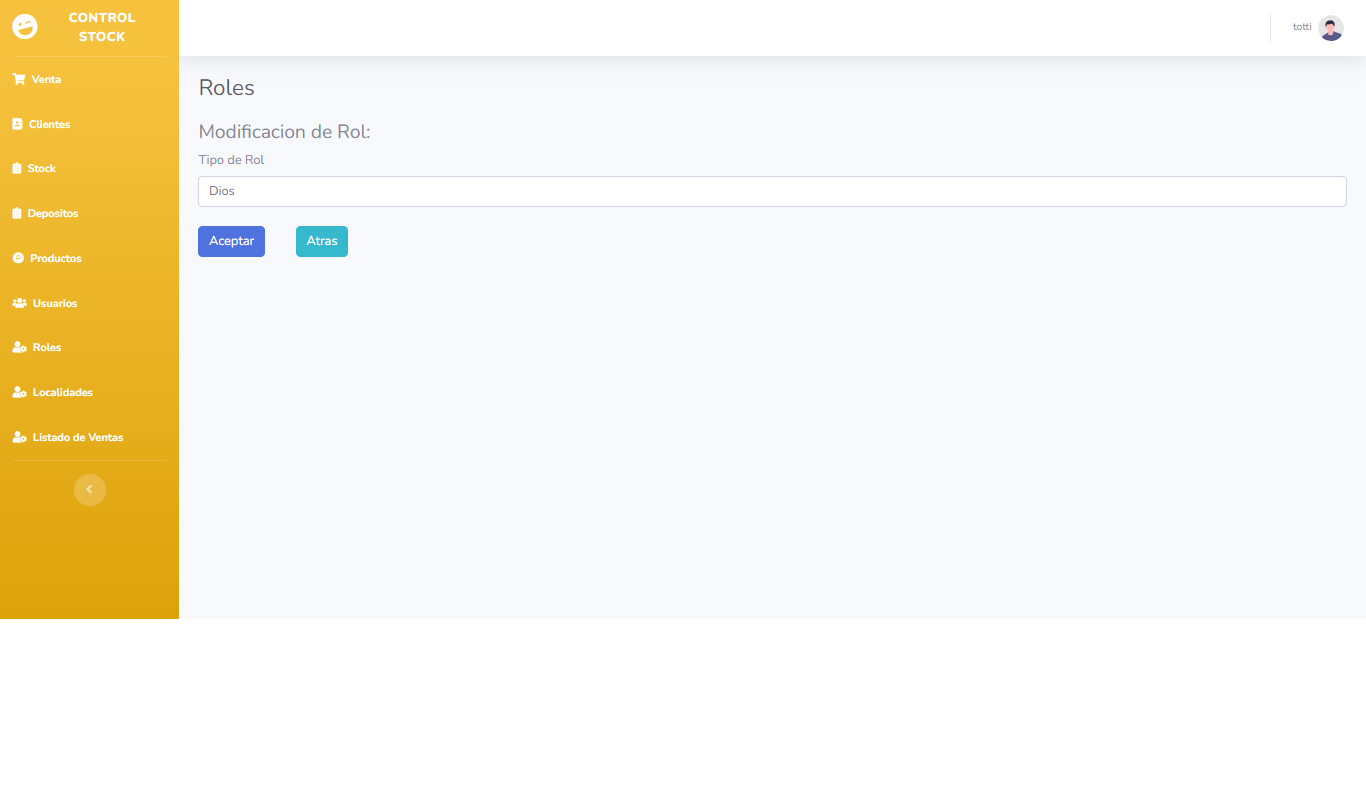 CONTROL
STOCK
totti
Venta
Clientes
Stock
Depositos
Productos
Usuarios
Roles
Localidades
Listado de Ventas
Roles
Modificacion de Rol:
Tipo de Rol
Dios
Aceptar
Atras